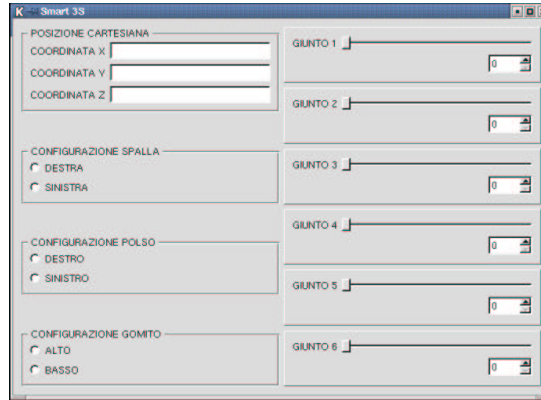 Smart 3S
POSIZIONE CARTESIANA
COORDINATA X
COORDINATA Y
COORDINATA Z
CONFIGURAZIONE SPALLA
DESTRA
SINISTRA
CONFIGURAZIONE POLSO
DESTRO
SINISTRO
CONFIGURAZIONE GOMITO
ALTO
BASSO
GIUNTO 1
0
GIUNTO 2
0
GIUNTO 3
0
GIUNTO 4
0
GIUNTO 5
0
GIUNTO 6
0